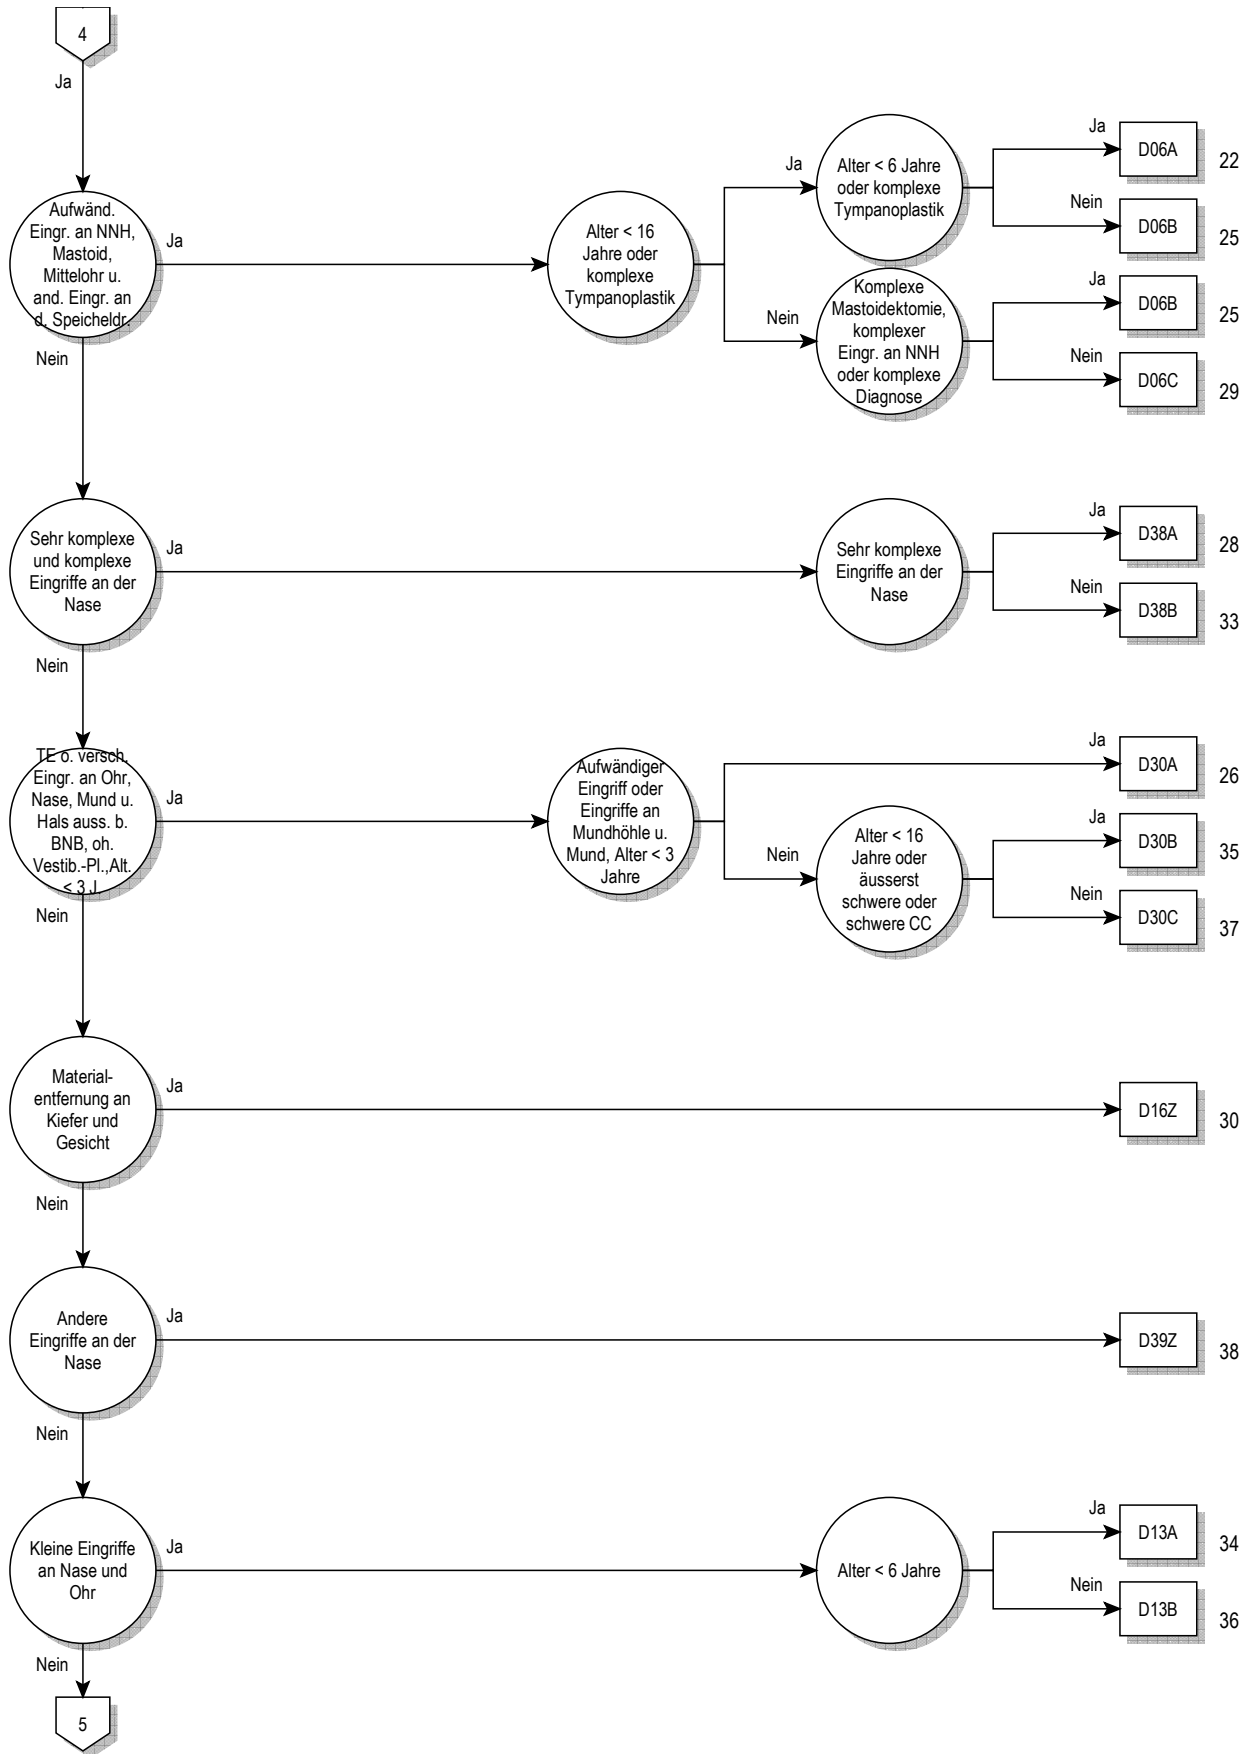 4
Ja
Aufwänd.
Eingr. an NNH,
Mastoid,
Mittelohr u.
and. Eingr. an
d. Speicheldr.
Ja
Nein
Alter < 16
Jahre oder
komplexe
Tympanoplastik
Ja
Nein
Alter < 6 Jahre
oder komplexe
Tympanoplastik
Ja
D06A
22
Nein
D06B
25
Komplexe
Mastoidektomie,
komplexer
Eingr. an NNH
oder komplexe
Diagnose
Ja
D06B
25
Nein
D06C
29
Sehr komplexe
und komplexe
Eingriffe an der
Nase
Ja
Nein
Sehr komplexe
Eingriffe an der
Nase
Ja
D38A
28
Nein
D38B
33
TE o. versch.
Eingr. an Ohr,
Nase, Mund u.
Hals auss. b.
BNB, oh.
Vestib.-Pl.,Alt.
< 3 J.
Ja
Nein
Aufwändiger
Eingriff oder
Eingriffe an
Mundhöhle u.
Mund, Alter < 3
Jahre
Ja
D30A
26
Nein
Alter < 16
Jahre oder
äusserst
schwere oder
schwere CC
Ja
D30B
35
Nein
D30C
37
Material-
entfernung an
Kiefer und
Gesicht
Ja
D16Z
30
Nein
Andere
Eingriffe an der
Nase
Ja
D39Z
38
Nein
Kleine Eingriffe
an Nase und
Ohr
Ja
Nein
Alter < 6 Jahre
Ja
D13A
34
Nein
D13B
36
5